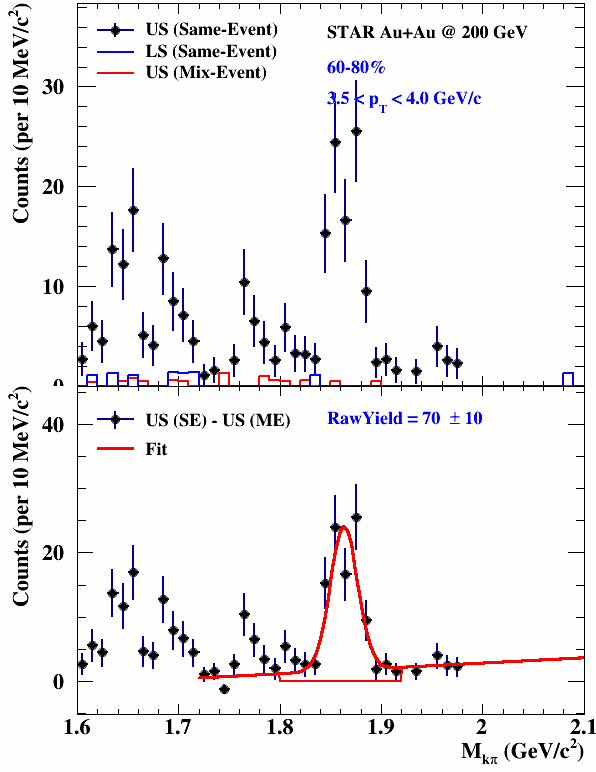 US (Same-Event)
LS (Same-Event)
US (Mix-Event)
STAR Au+Au @ 200 GeV
60-80%
3.5 < p_T < 4.0 GeV/c
Counts (per 10 MeV/c²)
30
20
10
0
US (SE) - US (ME)
Fit
RawYield = 70 ± 10
Counts (per 10 MeV/c²)
40
20
0
1.6 1.7 1.8 1.9 2 2.1
M_kπ (GeV/c²)